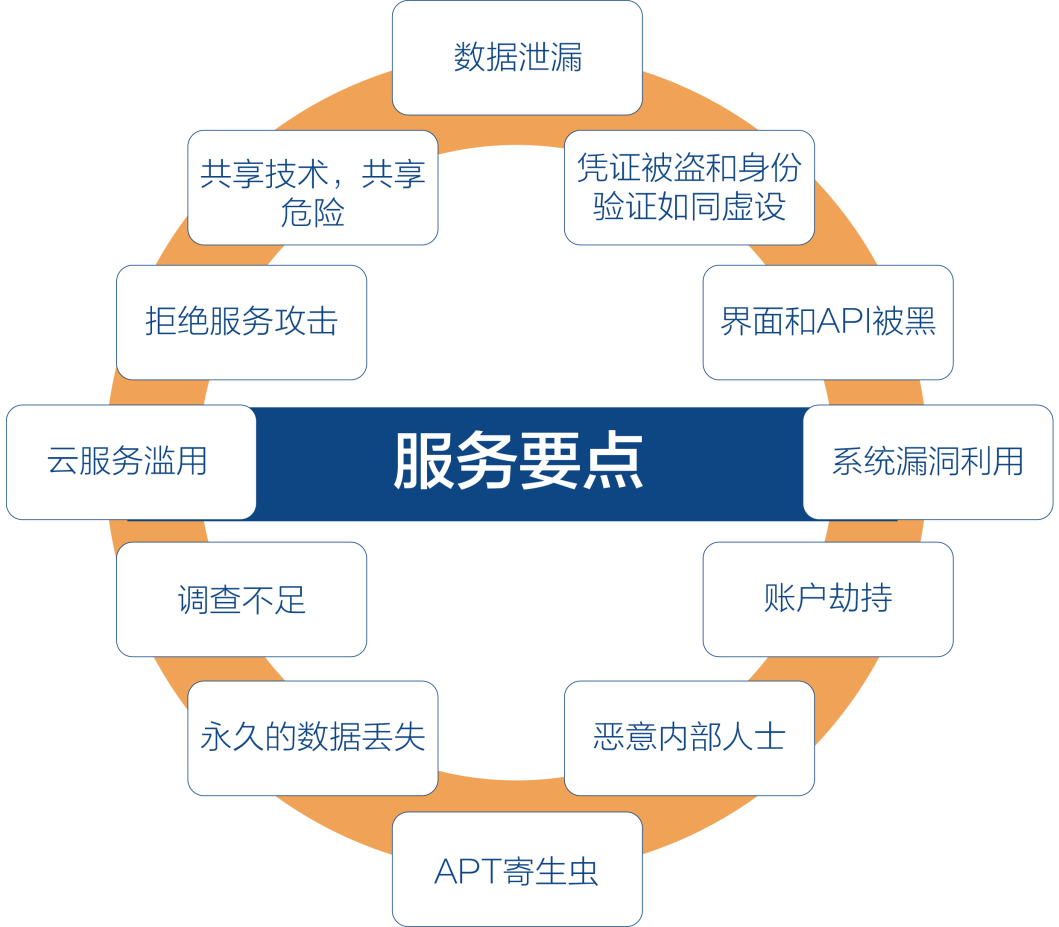 数据泄漏
共享技术，共享
危险
凭证被盗和身份
验证如同虚设
拒绝服务攻击
界面和API被黑
云服务滥用
服务要点
系统漏洞利用
调查不足
账户劫持
永久的数据丢失
恶意内部人士
APT寄生虫